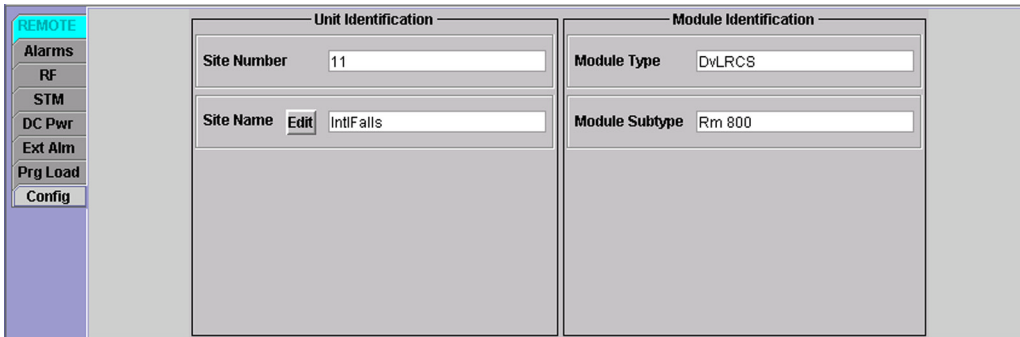 REMOTE
Alarms
RF
STM
DC Pwr
Ext Alm
Prg Load
Config
Unit Identification
Site Number 11
Site Name Edit IntlFalls
Module Identification
Module Type DvLRCS
Module Subtype Rm 800